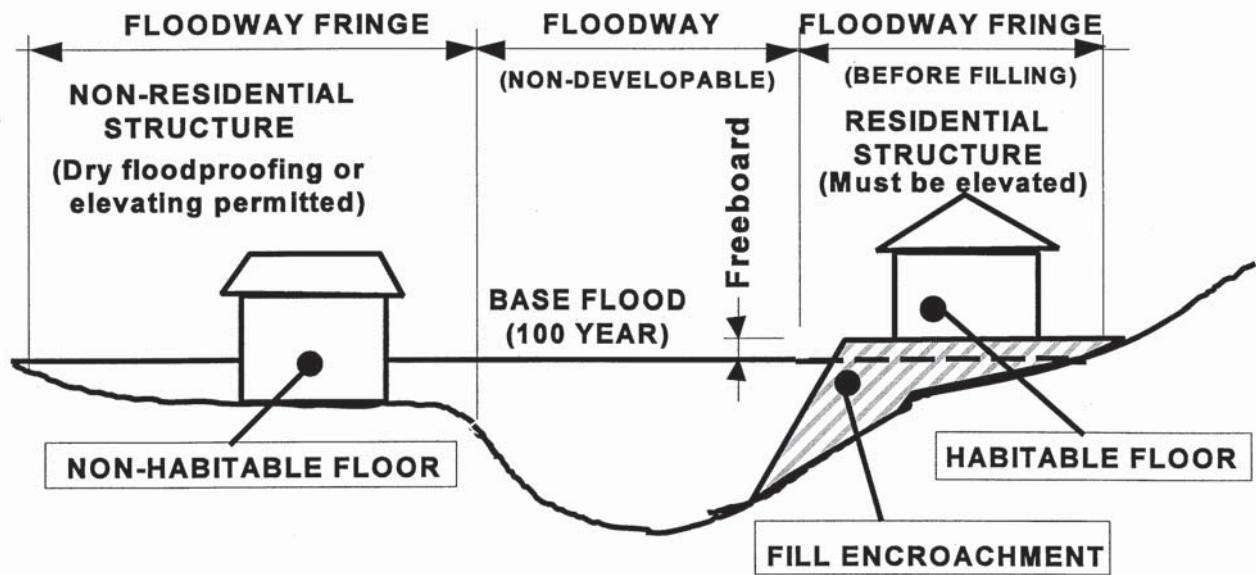 FLOODWAY FRINGE
FLOODWAY
FLOODWAY FRINGE
(NON-DEVELOPABLE)
(BEFORE FILLING)
NON-RESIDENTIAL
STRUCTURE
(Dry floodproofing or
elevating permitted)
Freeboard
RESIDENTIAL
STRUCTURE
(Must be elevated)
BASE FLOOD
(100 YEAR)
NON-HABITABLE FLOOR
HABITABLE FLOOR
FILL ENCROACHMENT